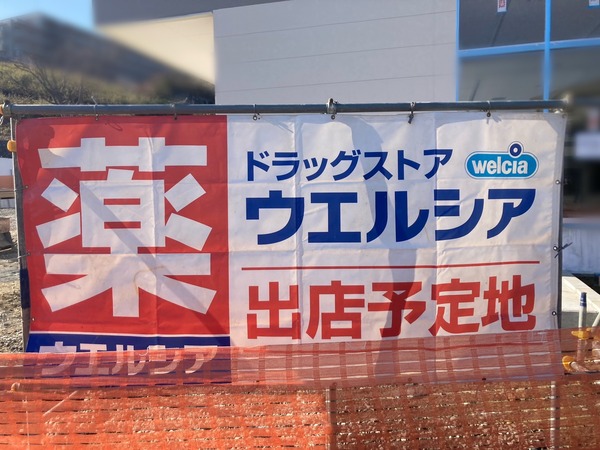 薬
ウエルシア
ドラッグストア
welcia
ウエルシア
出店予定地